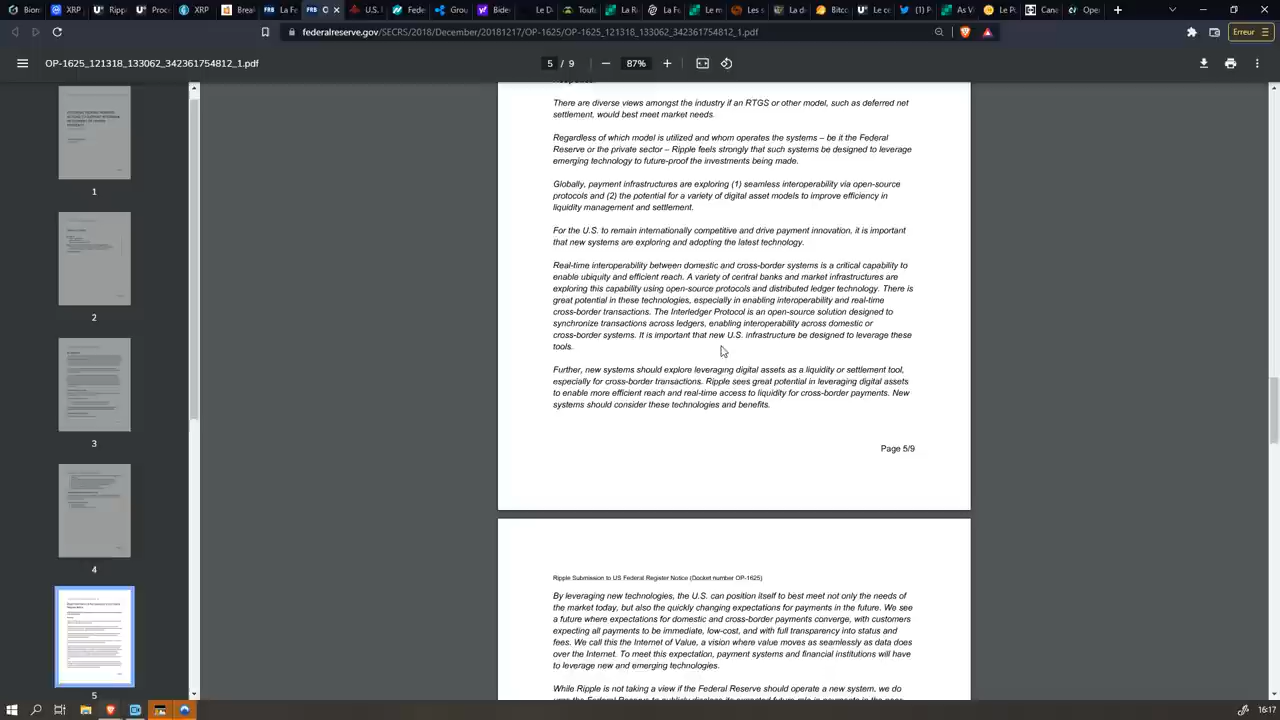 Bion
Upco
(8)
U
Brea
FRB C
U.S. I
Fede
Grou
Paym
Paym
Canc
Ope
federalreserve.gov/SECRS/2018/December/20181217/OP-1625/OP-1625_121318_133062_342361754812_1.pdf
Erreur
OP-1625_121318_133062_342361754812_1.pdf
5 / 9
87%
There are diverse views amongst the industry if an RTGS or other model, such as deferred net
settlement, would best meet market needs.
Regardless of which model is utilized and whom operates the systems – be it the Federal
Reserve or the private sector – Ripple feels strongly that such systems be designed to leverage
emerging technology to future-proof the investments being made.
Globally, payment infrastructures are exploring (1) seamless interoperability via open-source
protocols and (2) the potential for a variety of digital asset models to improve efficiency in
liquidity management and settlement.
For the U.S. to remain internationally competitive and drive payment innovation, it is important
that new systems are exploring and adopting the latest technology.
Real-time interoperability between domestic and cross-border systems is a critical capability to
enable ubiquity and efficient reach. A variety of central banks and market infrastructures are
exploring this capability using open-source protocols and distributed ledger technology. There is
great potential in these technologies, especially in enabling interoperability and real-time
cross-border transactions. The Interledger Protocol is an open-source solution designed to
synchronize transactions across ledgers, enabling interoperability across domestic or
cross-border systems. It is important that new U.S. infrastructure be designed to leverage these
tools.
Further, new systems should explore leveraging digital assets as a liquidity or settlement tool,
especially for cross-border transactions. Ripple sees great potential in leveraging digital assets
to enable more efficient reach and real-time access to liquidity for cross-border payments. New
systems should consider these technologies and benefits.
Page 5/9
Ripple Submission to US Federal Register Notice (Docket number OP-1625)
By leveraging new technologies, the U.S. can position itself to best meet not only the needs of
the market today, but also the quickly changing expectations for payments in the future. We see
a future where expectations for domestic and cross-border payments converge, with customers
expecting all payments to be immediate, low-cost, and with full transparency into status and
fees. We call this the Internet of Value, a vision where value moves as seamlessly as data does
over the Internet. To meet this expectation, payment systems and financial institutions will have
to leverage new and emerging technologies.
While Ripple is not taking a view if the Federal Reserve should operate a new system, we do
1
2
3
4
5
16:17